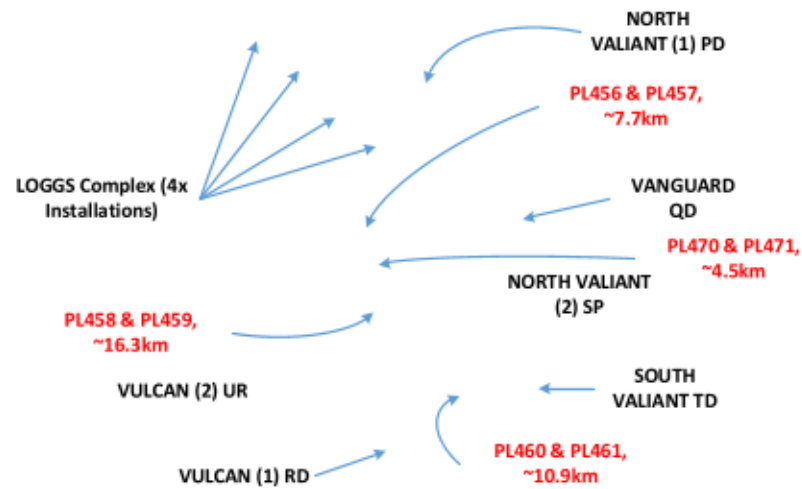 NORTH
VALIANT (1) PD
PL456 & PL457,
~7.7km
LOGGS Complex (4x
Installations)
VANGUARD
QD
PL470 & PL471,
~4.5km
NORTH VALIANT
(2) SP
PL458 & PL459,
~16.3km
VULCAN (2) UR
SOUTH
VALIANT TD
PL460 & PL461,
~10.9km
VULCAN (1) RD